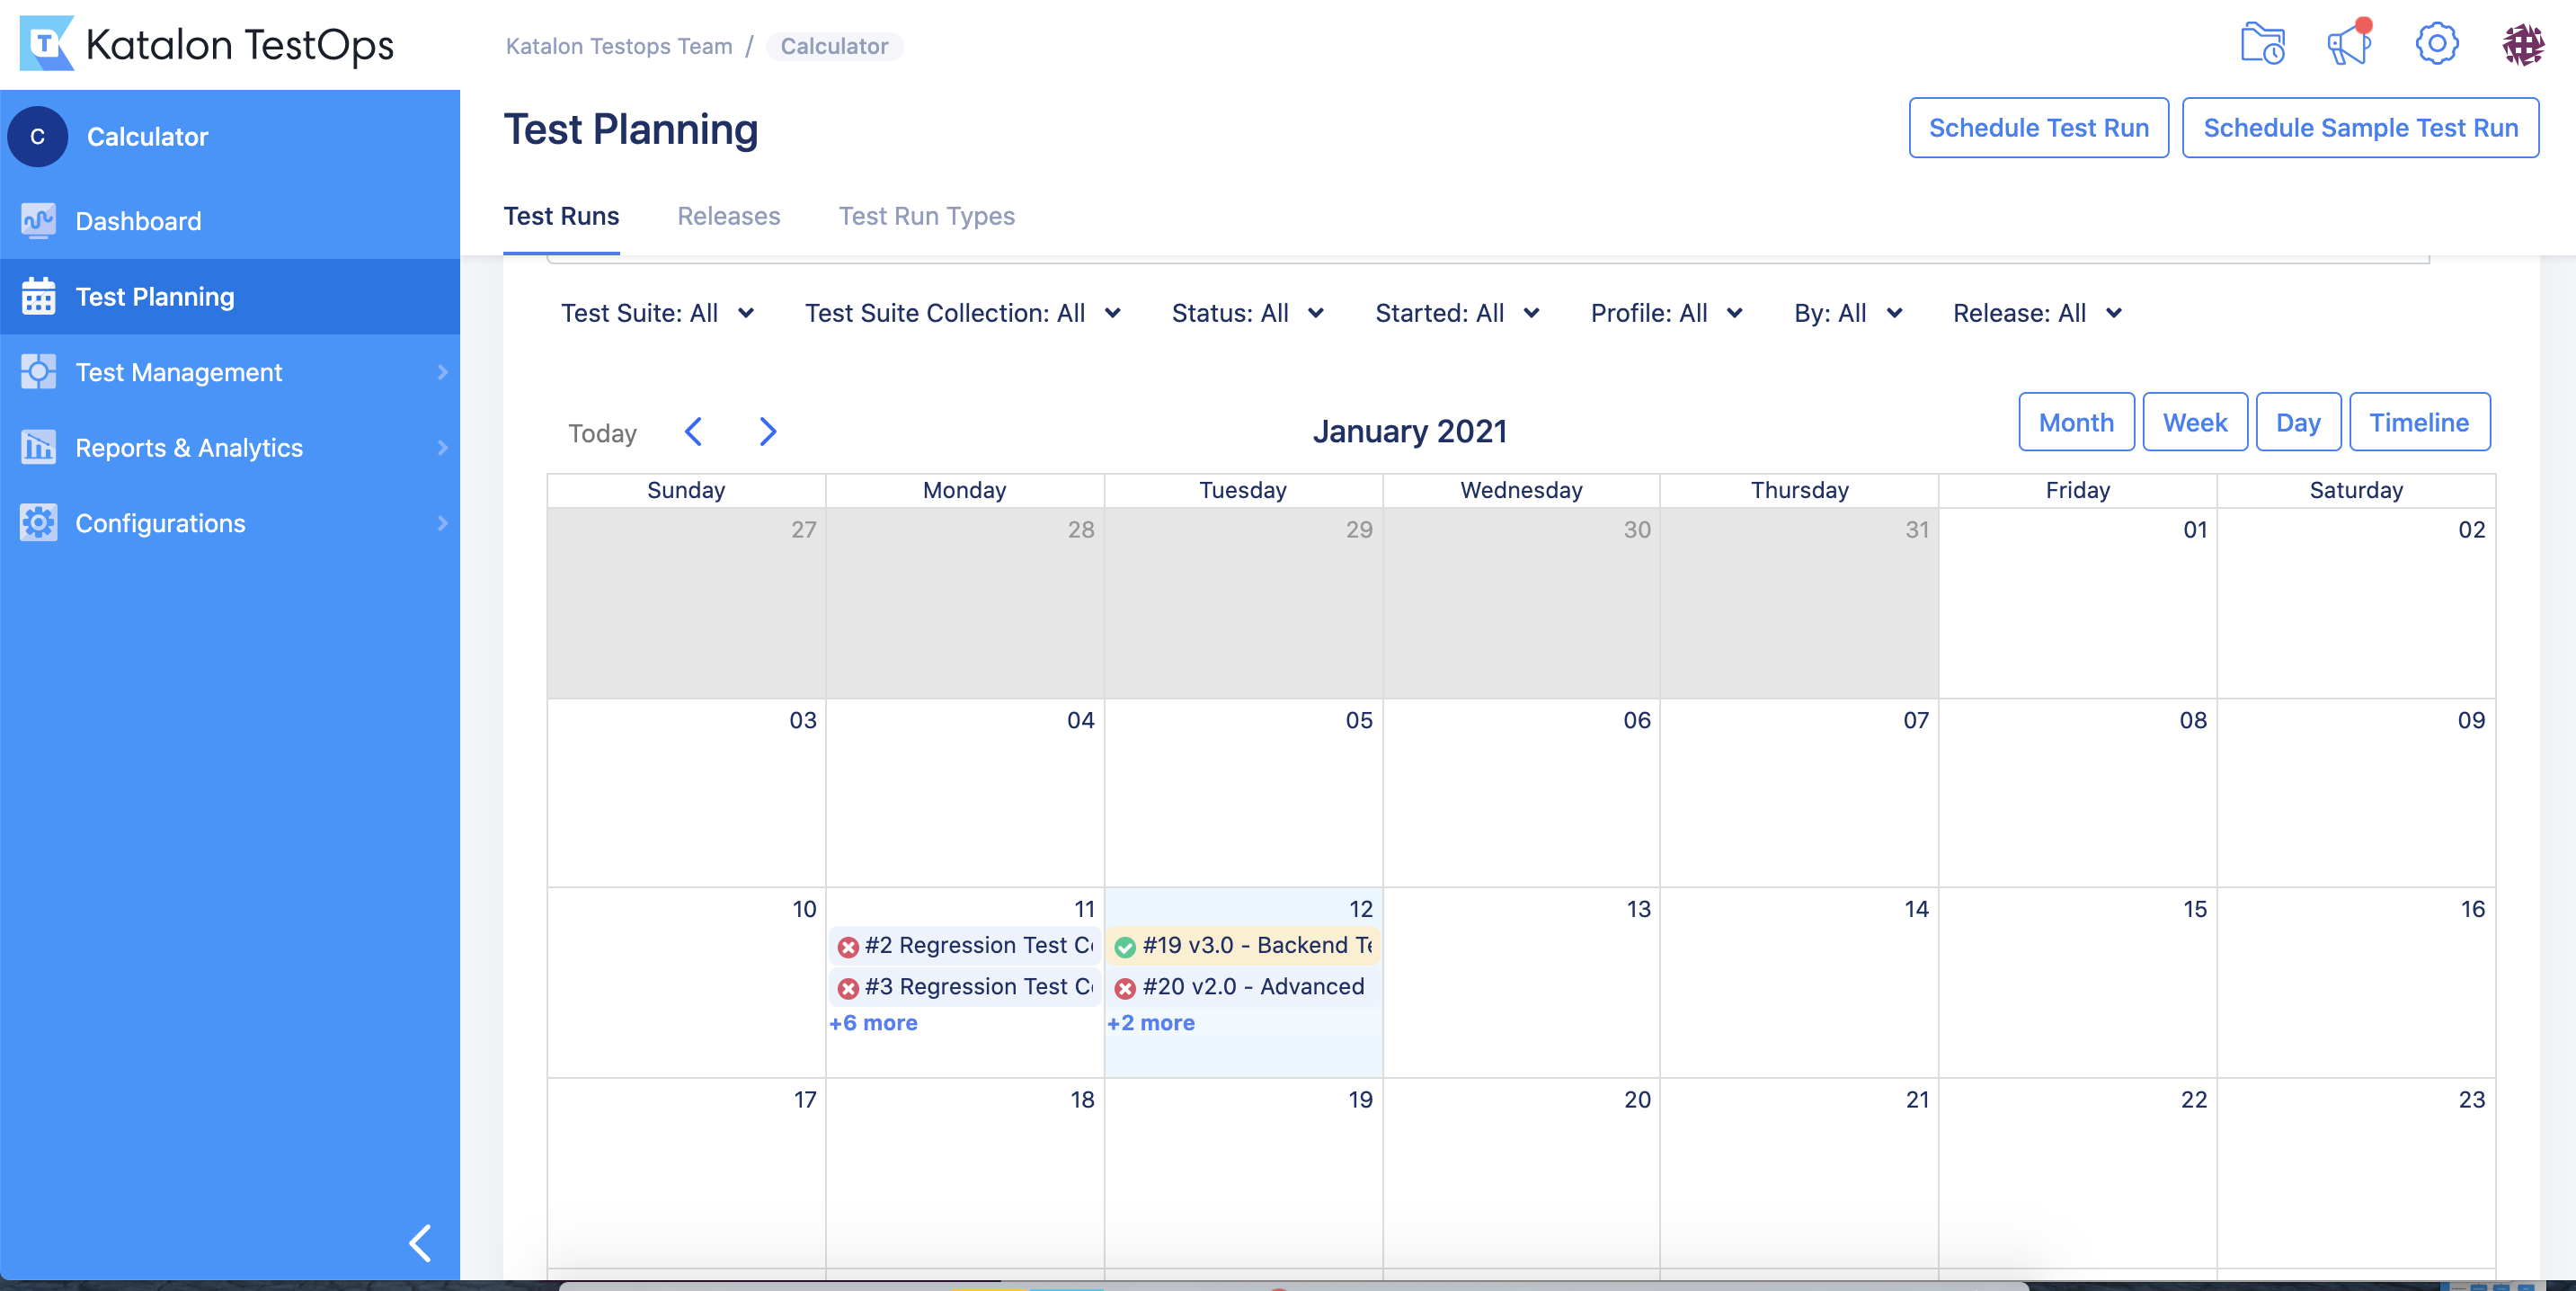 Katalon TestOps
Katalon Testops Team / Calculator
C Calculator
Dashboard
Test Planning
Test Management
Reports & Analytics
Configurations
Test Planning
Schedule Test Run
Schedule Sample Test Run
Test Runs Releases Test Run Types
Test Suite: All Test Suite Collection: All Status: All Started: All Profile: All By: All Release: All
Today
January 2021
Month Week Day Timeline
Sunday Monday Tuesday Wednesday Thursday Friday Saturday
27 28 29 30 31 01 02
03 04 05 06 07 08 09
10 11 12 13 14 15 16
#2 Regression Test
#3 Regression Test
+6 more
#19 v3.0 - Backend
#20 v2.0 - Advanced
+2 more
17 18 19 20 21 22 23